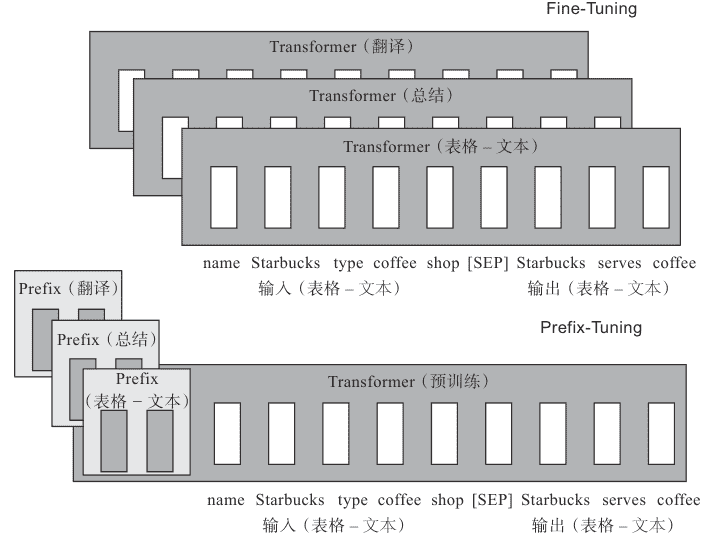 Fine-Tuning
Transformer（翻译）
Transformer（总结）
Transformer（表格 – 文本）
name Starbucks type coffee shop [SEP] Starbucks serves coffee
输入（表格 – 文本） 输出（表格 – 文本）
Prefix（翻译）
Prefix-Tuning
Prefix（总结）
Prefix
（表格 – 文本）
Transformer（预训练）
name Starbucks type coffee shop [SEP] Starbucks serves coffee
输入（表格 – 文本） 输出（表格 – 文本）